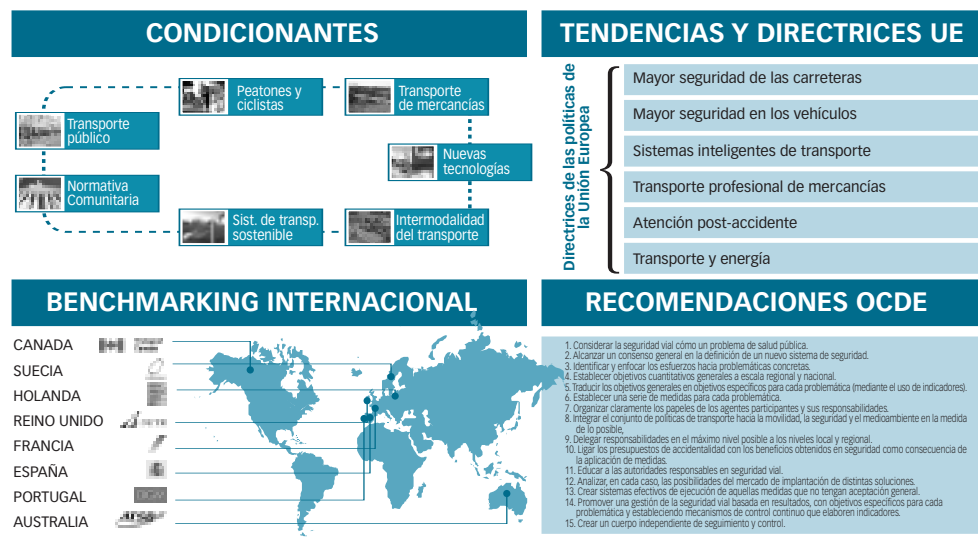 CONDICIONANTES
Peatones y
ciclistas
Transporte
de mercancías
Transporte
público
Nuevas
tecnologías
Normativa
Comunitaria
Sist. de transp.
sostenible
Intermodalidad
del transporte
TENDENCIAS Y DIRECTRICES UE
Directrices de las políticas de
la Unión Europea
Mayor seguridad de las carreteras
Mayor seguridad en los vehículos
Sistemas inteligentes de transporte
Transporte profesional de mercancías
Atención post-accidente
Transporte y energía
BENCHMARKING INTERNACIONAL
CANADA
SUECIA
HOLANDA
REINO UNIDO
FRANCIA
ESPAÑA
PORTUGAL
AUSTRALIA
RECOMENDACIONES OCDE
1. Considerar la seguridad vial cómo un problema de salud pública.
2. Alcanzar un consenso general en la definición de un nuevo sistema de seguridad.
3. Identificar y enfocar los esfuerzos hacia problemáticas concretas.
4. Establecer objetivos cuantitativos generales a escala regional y nacional.
5. Traducir los objetivos generales en objetivos específicos para cada problemática (mediante el uso de indicadores).
6. Establecer una serie de medidas para cada problemática.
7. Organizar claramente los papeles de los agentes participantes y sus responsabilidades.
8. Integrar el conjunto de políticas de transporte hacia la movilidad, la seguridad y el medioambiente en la medida
de lo posible,
9. Delegar responsabilidades en el máximo nivel posible a los niveles local y regional.
10. Ligar los presupuestos de accidentalidad con los beneficios obtenidos en seguridad como consecuencia de
la aplicación de medidas.
11. Educar a las autoridades responsables en seguridad vial.
12. Analizar, en cada caso, las posibilidades del mercado de implantación de distintas soluciones.
13. Crear sistemas efectivos de ejecución de aquellas medidas que no tengan aceptación general.
14. Promover una gestión de la seguridad vial basada en resultados, con objetivos específicos para cada
problemática y estableciendo mecanismos de control continuo que elaboren indicadores.
15. Crear un cuerpo independiente de seguimiento y control.